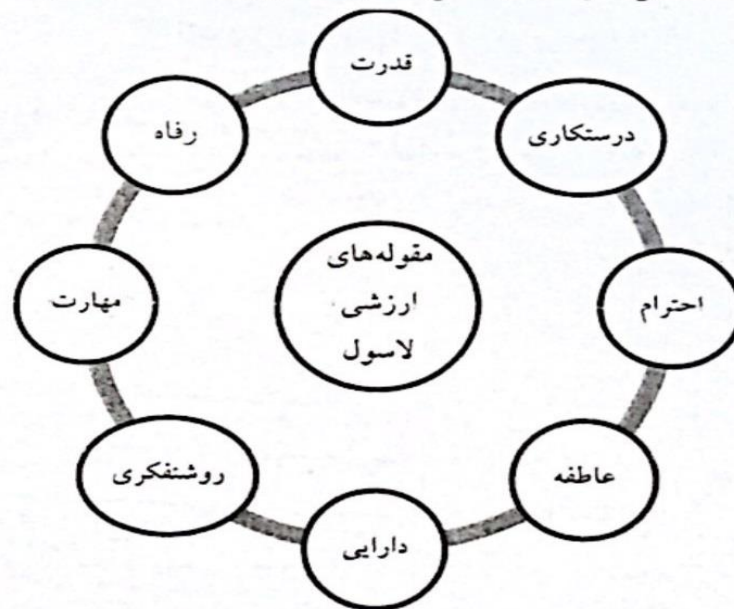 قدرت
درستکاری
احترام
عاطفه
دارایی
روشنفکری
مهارت
رفاه
مقوله‌های
ارزشی
لاسول